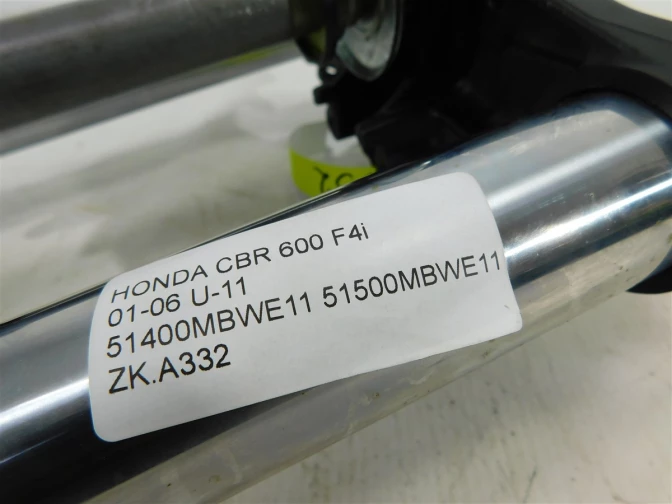 HONDA CBR 600 F4i
01-06 U-11
51400MBWE11 51500MBWE11
ZK.A332